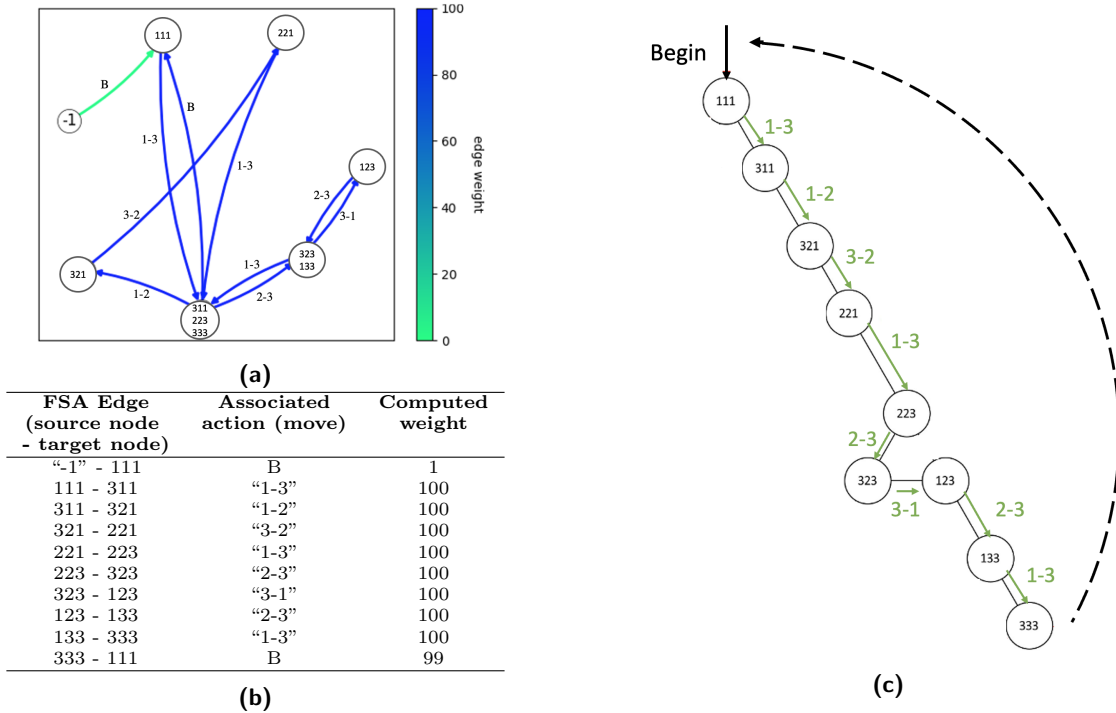 111
221
-1
B
B
1-3
1-3
3-2
123
2-3
3-1
323
133
321
1-2
1-3
2-3
311
223
333
100
80
60
40
20
0
edge weight
(a)
FSA Edge (source node - target node) Associated action (move) Computed weight
“-1” - 111 B 1
111 - 311 “1-3” 100
311 - 321 “1-2” 100
321 - 221 “3-2” 100
221 - 223 “1-3” 100
223 - 323 “2-3” 100
323 - 123 “3-1” 100
123 - 133 “2-3” 100
133 - 333 “1-3” 100
333 - 111 B 99
(b)
Begin
111
1-3
311
1-2
321
3-2
221
1-3
223
2-3
323
3-1
123
2-3
133
1-3
333
(c)